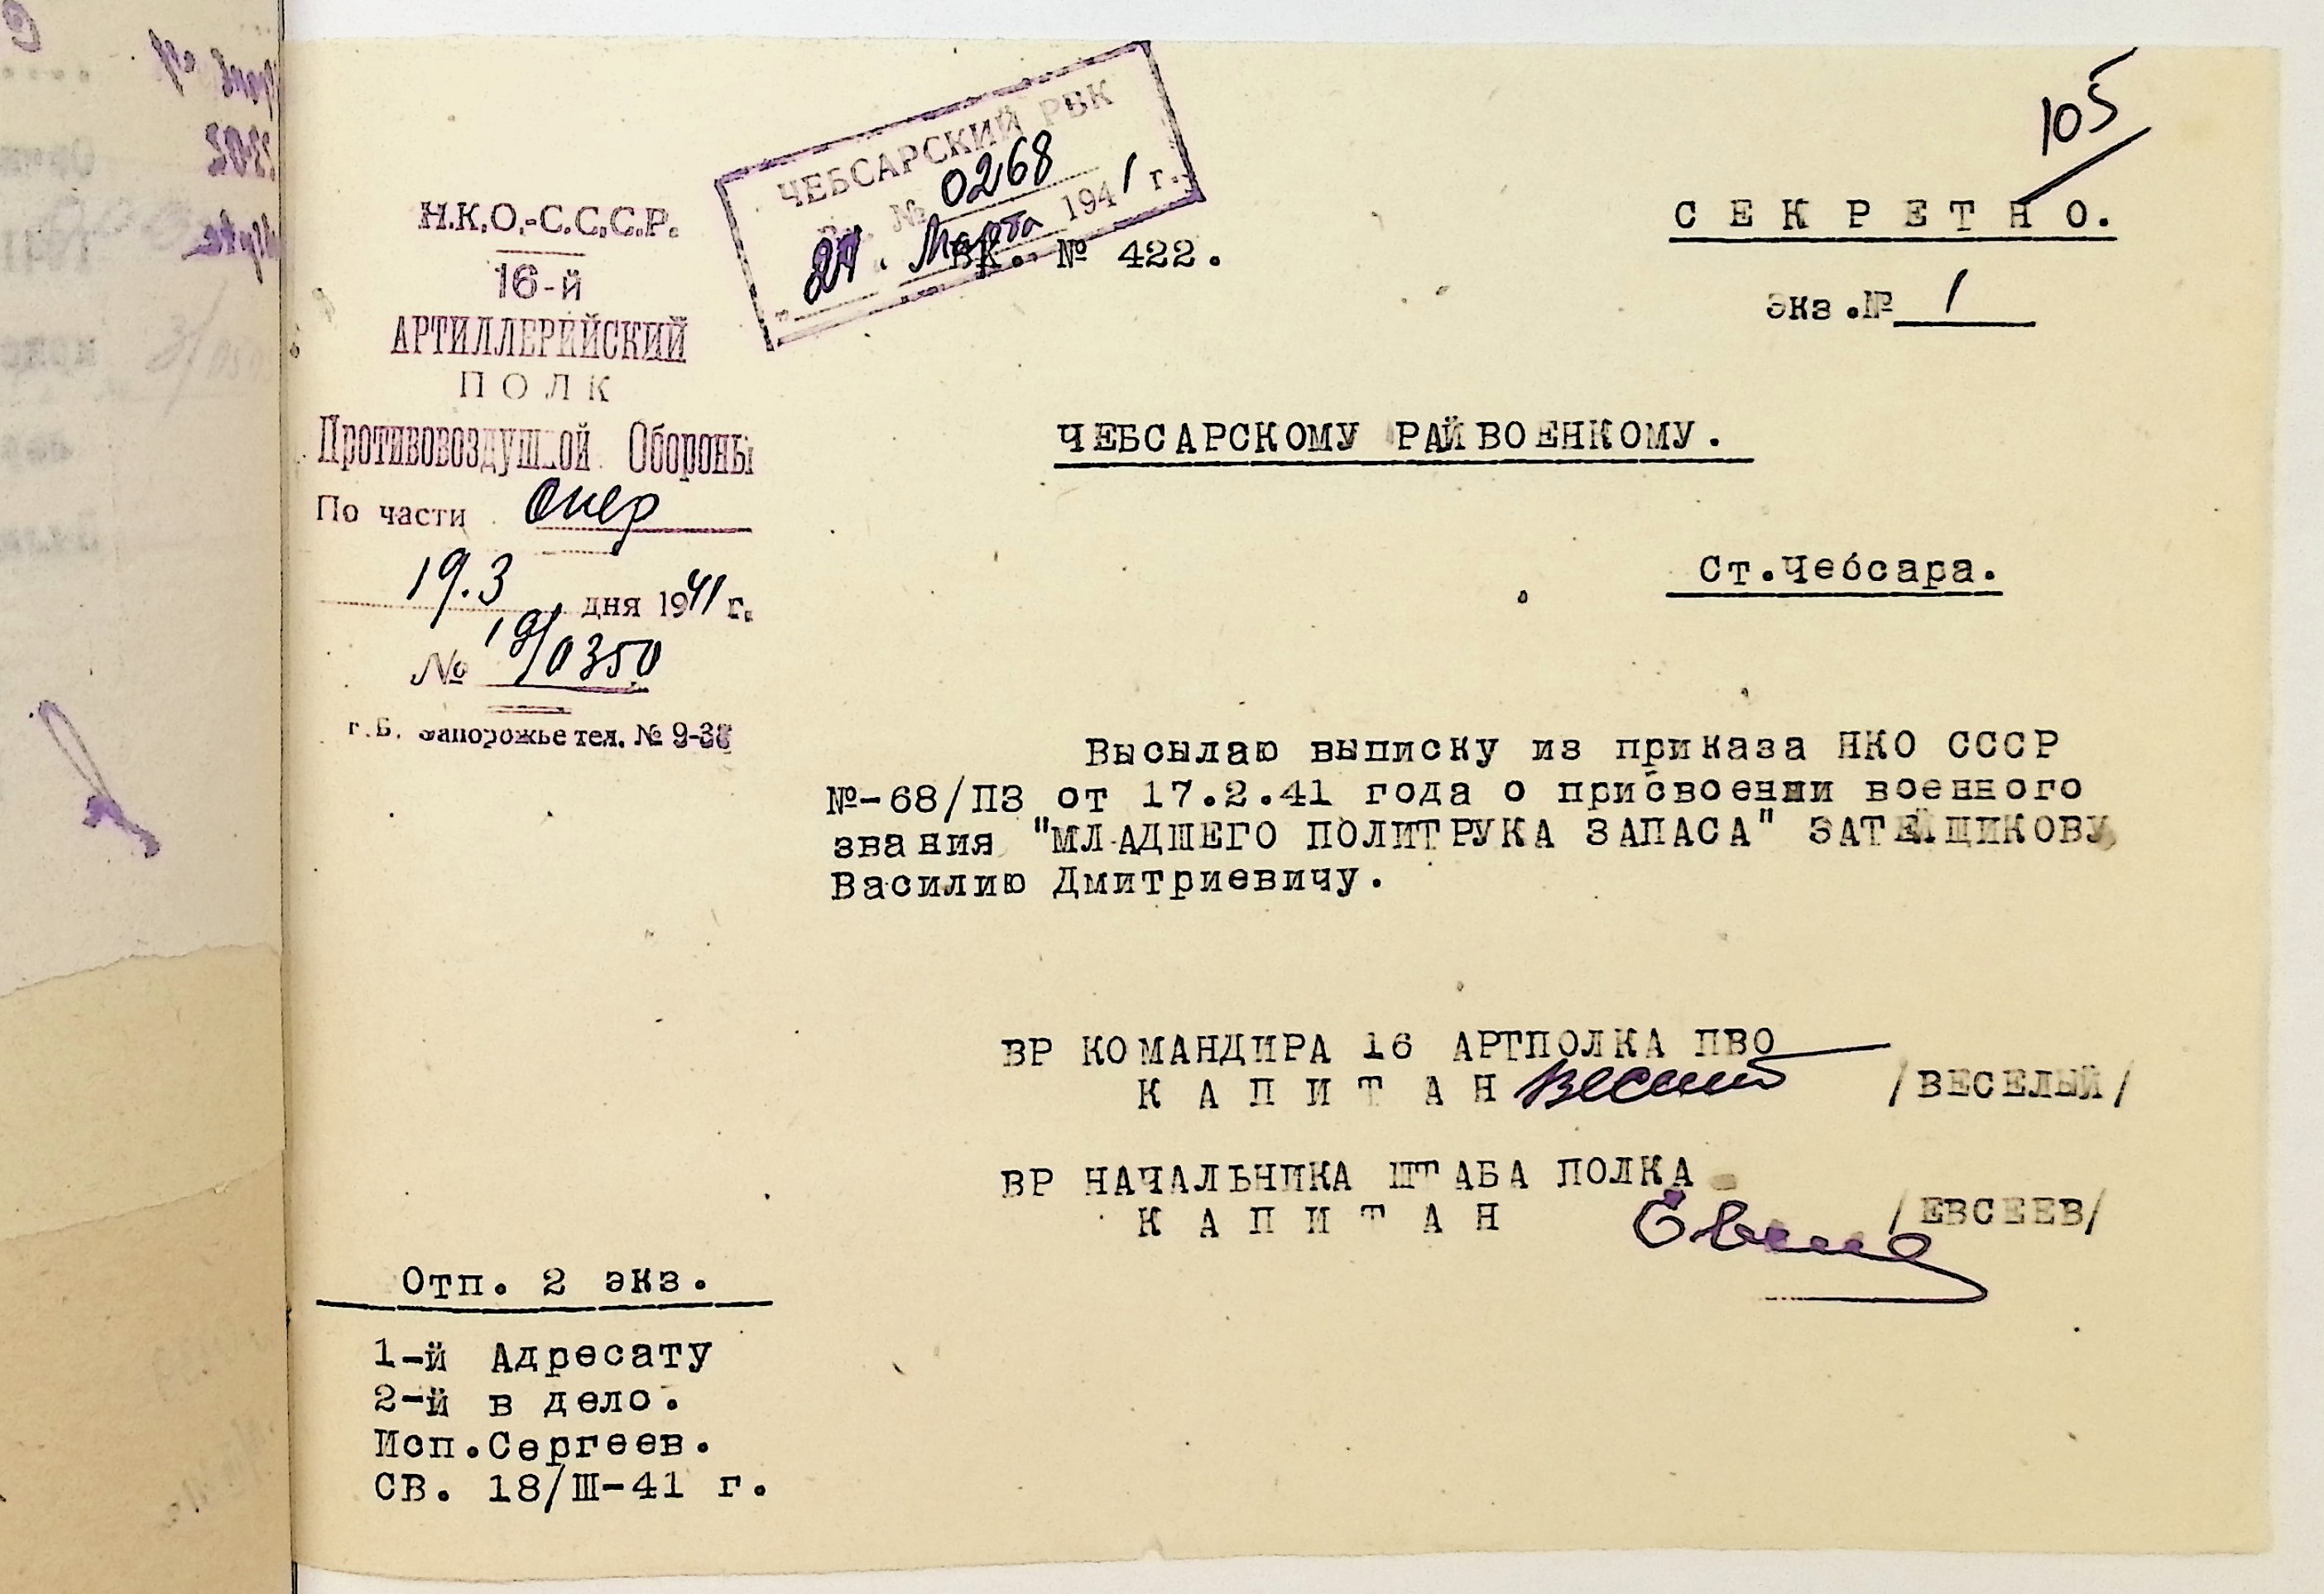 105
СЕКРЕТНО.
экз.№ 1
ЧЕБСАРСКИЙ РВК
№ 0268
Марта 1941 г.
ВК. № 422.
Н.К.О.-С.С.С.Р.
16-й
АРТИЛЛЕРИЙСКИЙ
ПОЛК
Противовоздушной Обороны
По части опер
19.3 дня 1941 г.
№ 19/0350
г.Б. Запорожье тел. № 9-38
ЧЕБСАРСКОМУ РАЙВОЕНКОМУ.
Ст.Чебсара.
Высылаю выписку из приказа НКО СССР
№-68/ПЗ от 17.2.41 года о присвоении военного
звания "МЛАДШЕГО ПОЛИТРУКА ЗАПАСА" ЗАТЕЙЩИКОВУ
Василию Дмитриевичу.
ВР КОМАНДИРА 16 АРТПОЛКА ПВО
КАПИТАН /ВЕСЕЛЫЙ/
ВР НАЧАЛЬНИКА ШТАБА ПОЛКА
КАПИТАН /ЕВСЕЕВ/
Отп. 2 экз.
1-й Адресату
2-й в дело.
Исп.Сергеев.
СВ. 18/III-41 г.